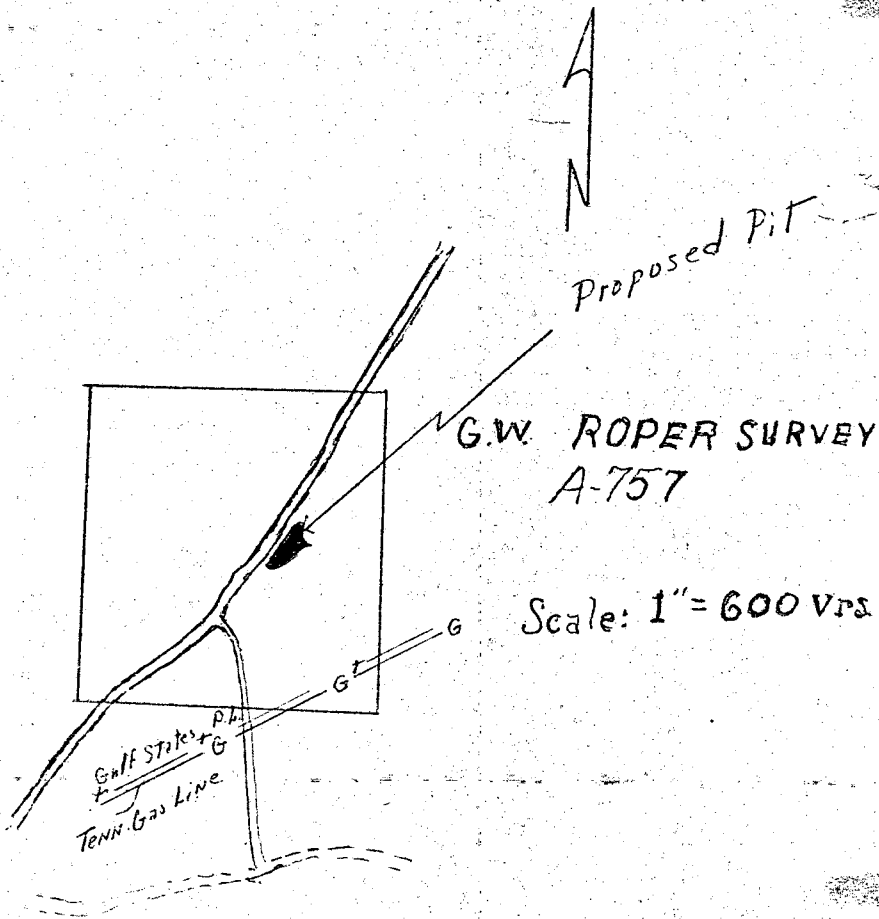 N
Proposed Pit
G.W. ROPER SURVEY
A-757
Scale: 1" = 600 vrs
G
G
Gulf States P.L.
G
Tenn. Gas Line